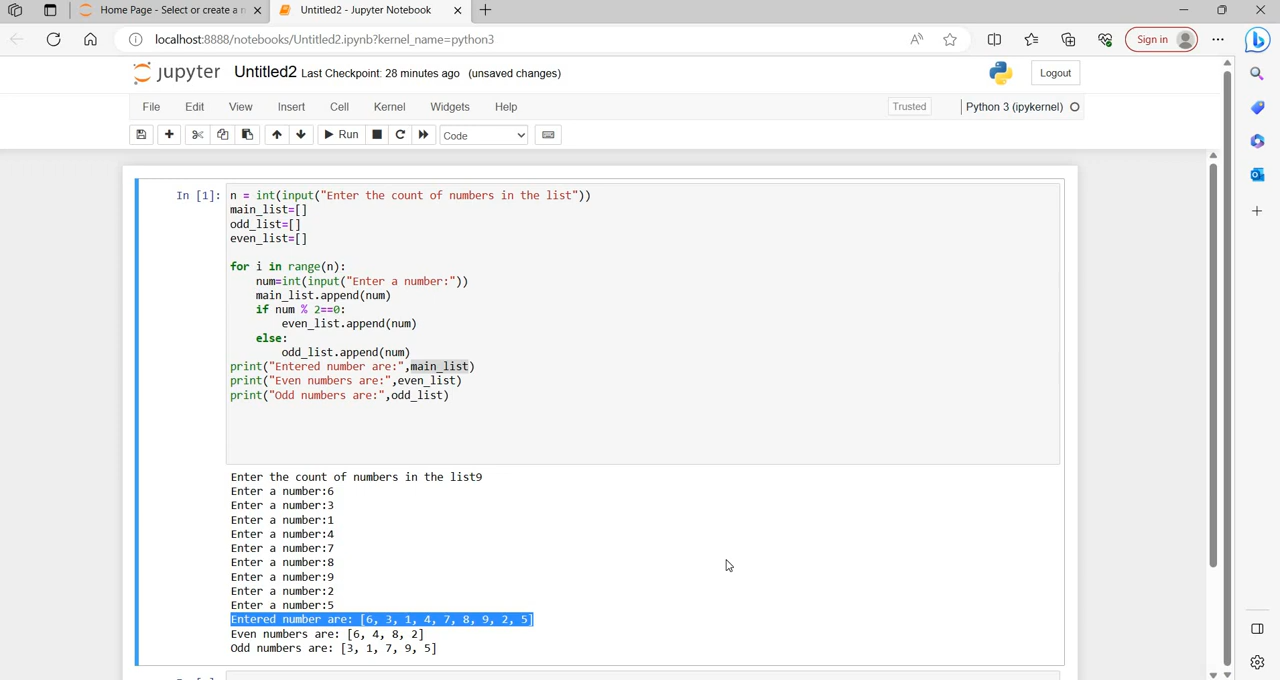 Home Page - Select or create a n
Untitled2 - Jupyter Notebook
localhost:8888/notebooks/Untitled2.ipynb?kernel_name=python3
Sign in
jupyter Untitled2 Last Checkpoint: 28 minutes ago (unsaved changes)
Logout
File Edit View Insert Cell Kernel Widgets Help
Trusted
Python 3 (ipykernel)
Run
Code
In [1]: n = int(input("Enter the count of numbers in the list"))
main_list=[]
odd_list=[]
even_list=[]
for i in range(n):
num=int(input("Enter a number:"))
main_list.append(num)
if num % 2==0:
even_list.append(num)
else:
odd_list.append(num)
print("Entered number are:",main_list)
print("Even numbers are:",even_list)
print("Odd numbers are:",odd_list)
Enter the count of numbers in the list9
Enter a number:6
Enter a number:3
Enter a number:1
Enter a number:4
Enter a number:7
Enter a number:8
Enter a number:9
Enter a number:2
Enter a number:5
Entered number are: [6, 3, 1, 4, 7, 8, 9, 2, 5]
Even numbers are: [6, 4, 8, 2]
Odd numbers are: [3, 1, 7, 9, 5]